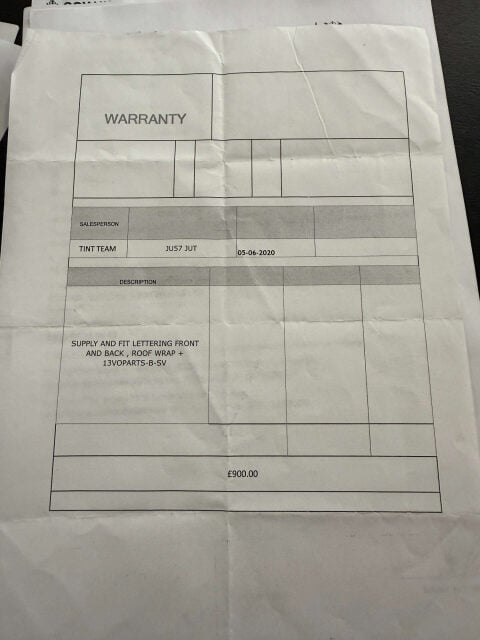 WARRANTY
SALESPERSON
TINT TEAM JUS7 JUT 05-06-2020
DESCRIPTION
SUPPLY AND FIT LETTERING FRONT
AND BACK , ROOF WRAP +
13VOPARTS-B-SV
£900.00